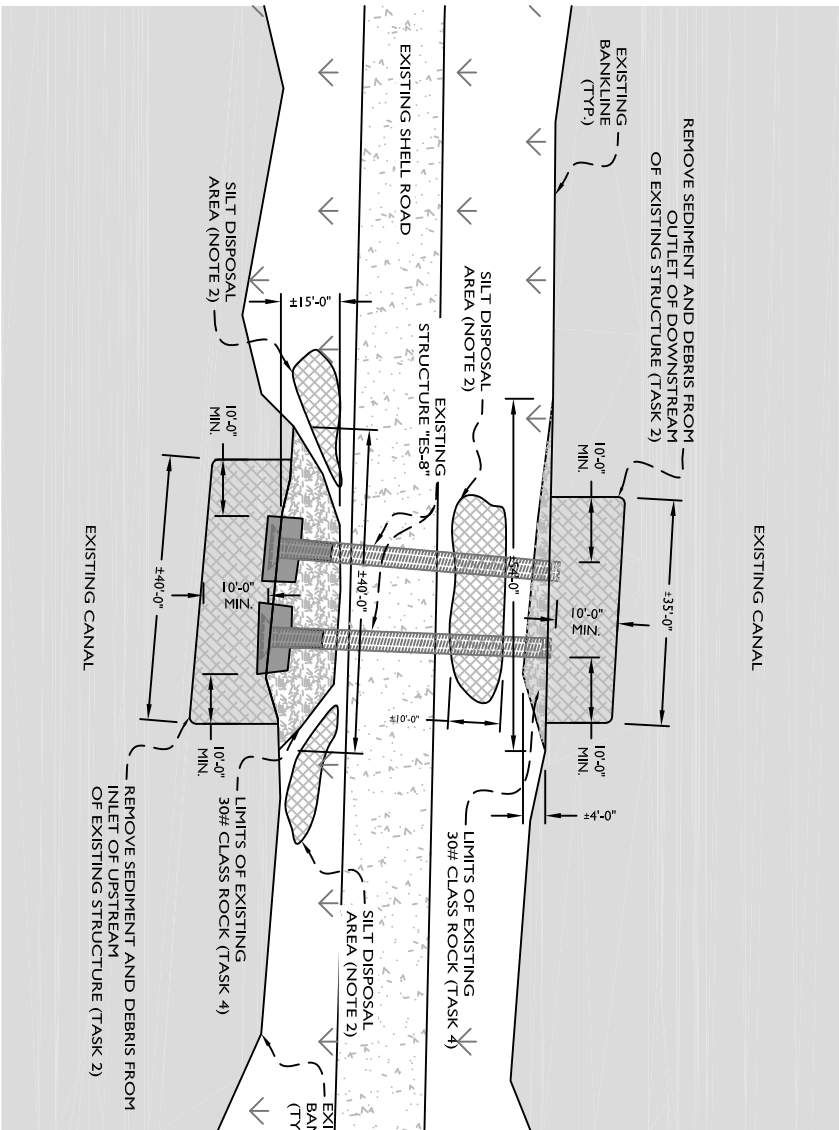 EXISTING
BANKLINE
(TYP.)
REMOVE SEDIMENT AND DEBRIS FROM
OUTLET OF DOWNSTREAM
OF EXISTING STRUCTURE (TASK 2)
EXISTING CANAL
EXISTING SHELL ROAD
SILT DISPOSAL
AREA (NOTE 2)
EXISTING
STRUCTURE "ES-8"
SILT DISPOSAL
AREA (NOTE 2)
±15'-0"
10'-0"
MIN.
±35'-0"
10'-0"
MIN.
10'-0"
MIN.
±54'-0"
±4'-0"
±10'-0"
±40'-0"
10'-0"
MIN.
10'-0"
MIN.
±40'-0"
10'-0"
MIN.
EXISTING CANAL
LIMITS OF EXISTING
30# CLASS ROCK (TASK 4)
SILT DISPOSAL
AREA (NOTE 2)
LIMITS OF EXISTING
30# CLASS ROCK (TASK 4)
REMOVE SEDIMENT AND DEBRIS FROM
INLET OF UPSTREAM
OF EXISTING STRUCTURE (TASK 2)
EXI
BAN
(TY